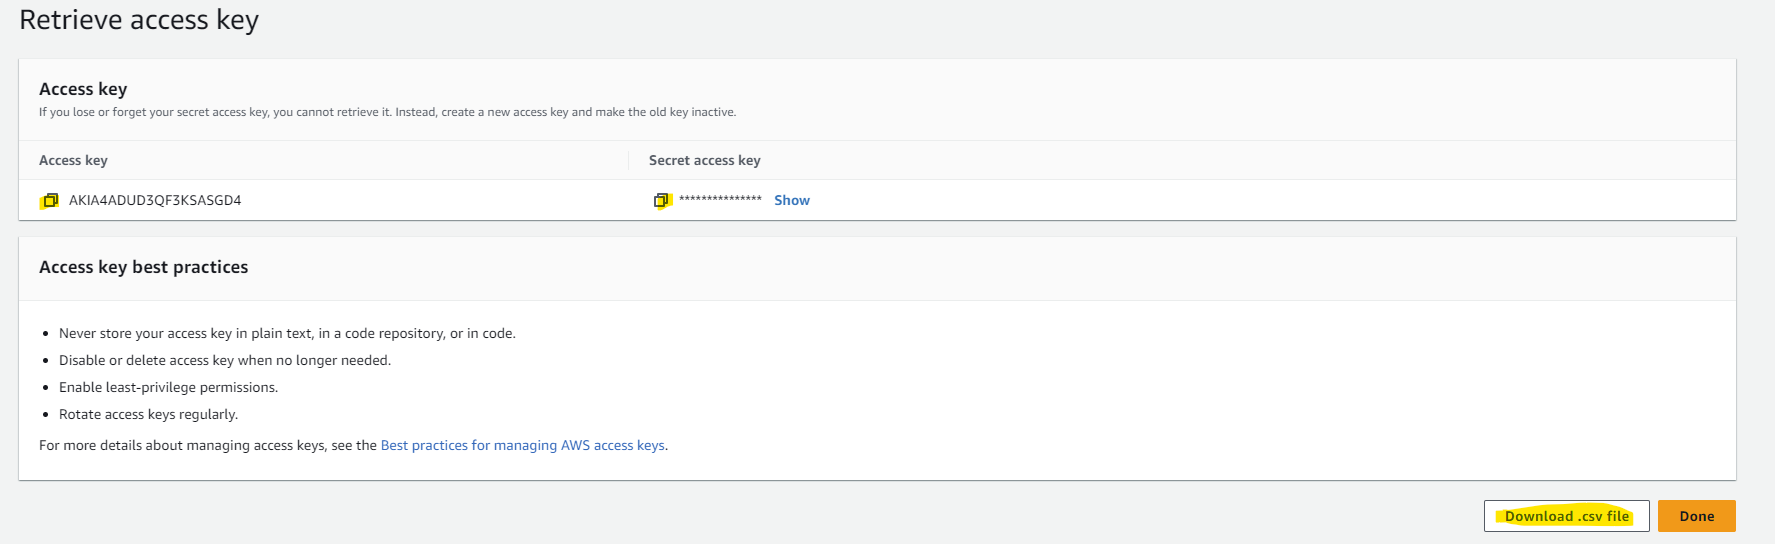 Retrieve access key
Access key
If you lose or forget your secret access key, you cannot retrieve it. Instead, create a new access key and make the old key inactive.
Access key
Secret access key
AKIA4ADUD3QF3KSASGD4
*************** Show
Access key best practices
• Never store your access key in plain text, in a code repository, or in code.
• Disable or delete access key when no longer needed.
• Enable least-privilege permissions.
• Rotate access keys regularly.
For more details about managing access keys, see the Best practices for managing AWS access keys.
Download .csv file
Done